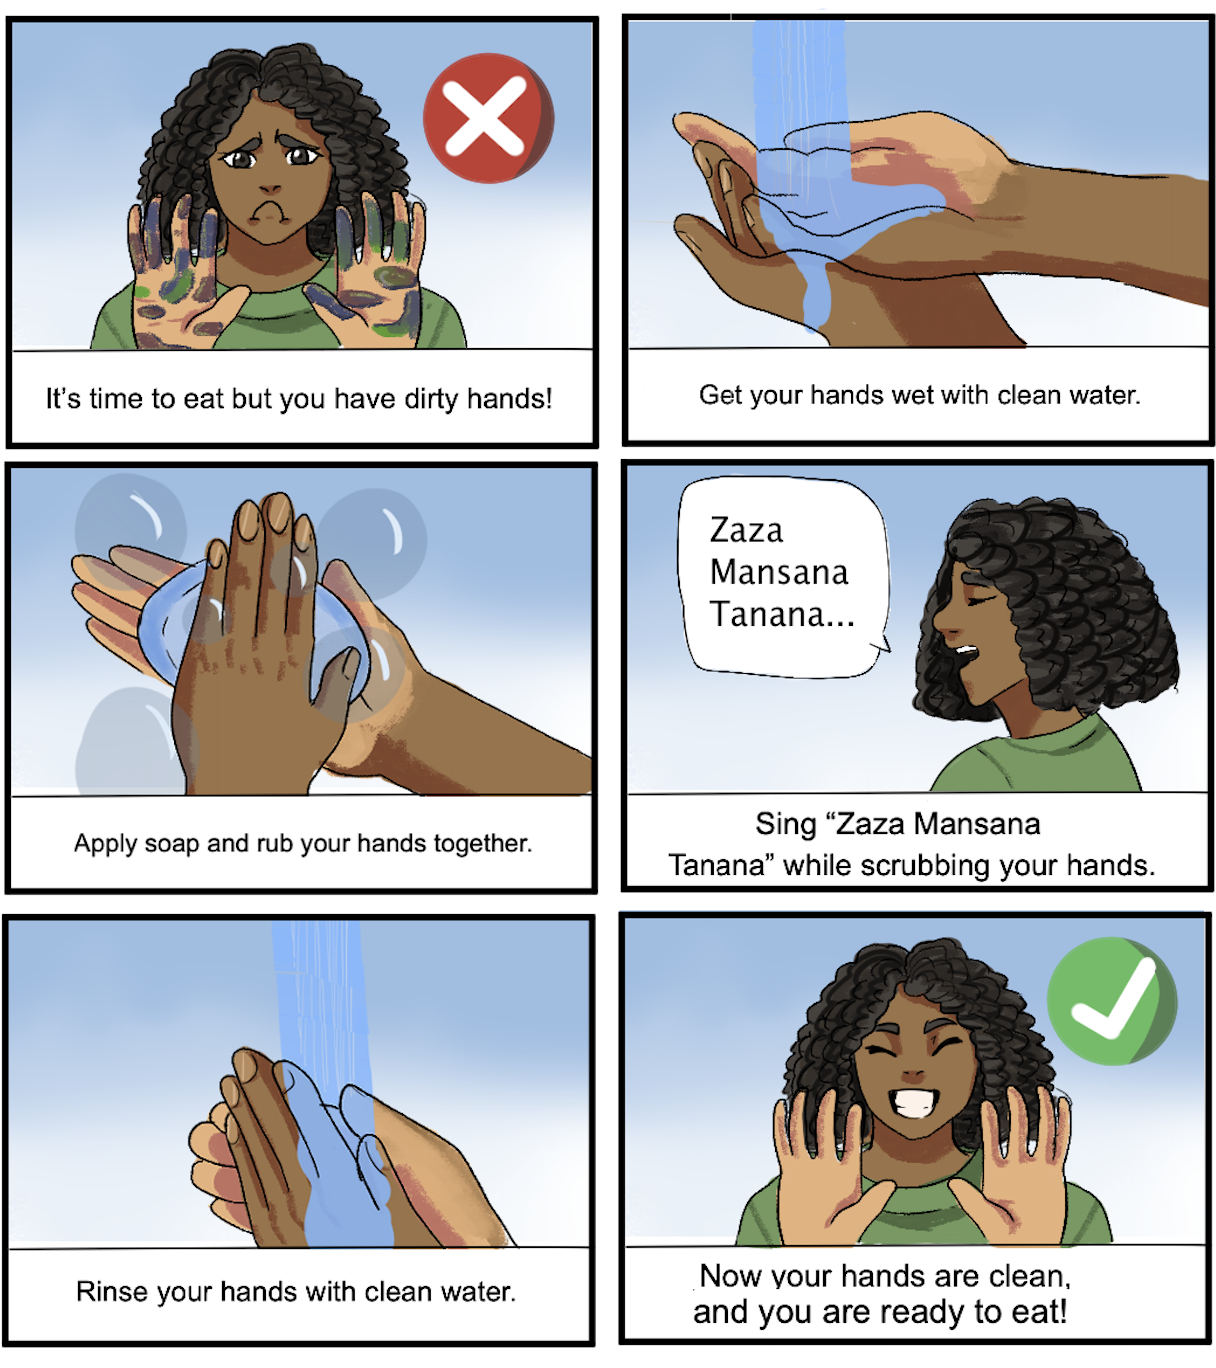 It's time to eat but you have dirty hands!
Get your hands wet with clean water.
Apply soap and rub your hands together.
Zaza
Mansana
Tanana...
Sing “Zaza Mansana
Tanana” while scrubbing your hands.
Rinse your hands with clean water.
Now your hands are clean,
and you are ready to eat!